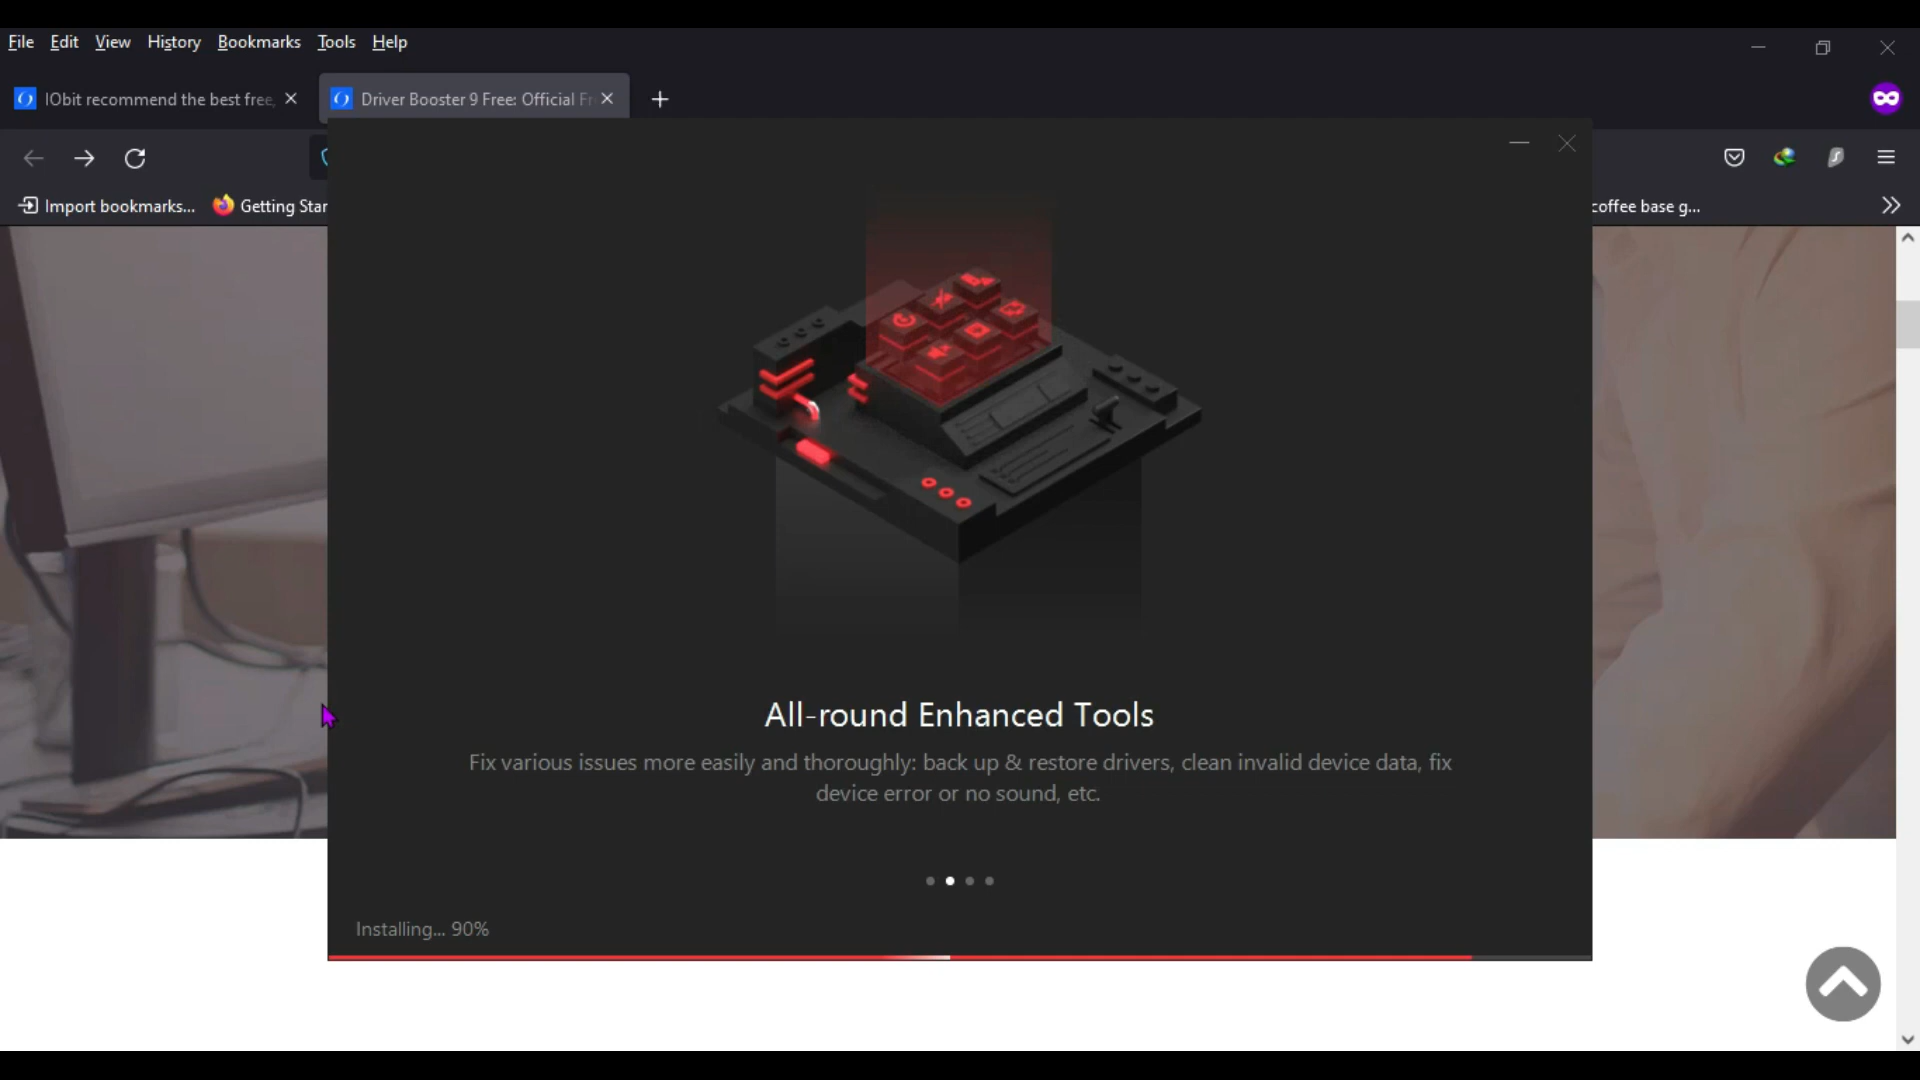 File Edit View History Bookmarks Tools Help
IObit recommend the best free,
Driver Booster 9 Free: Official Fr
Import bookmarks...
Getting Star
coffee base g...
All-round Enhanced Tools
Fix various issues more easily and thoroughly: back up & restore drivers, clean invalid device data, fix
device error or no sound, etc.
Installing... 90%